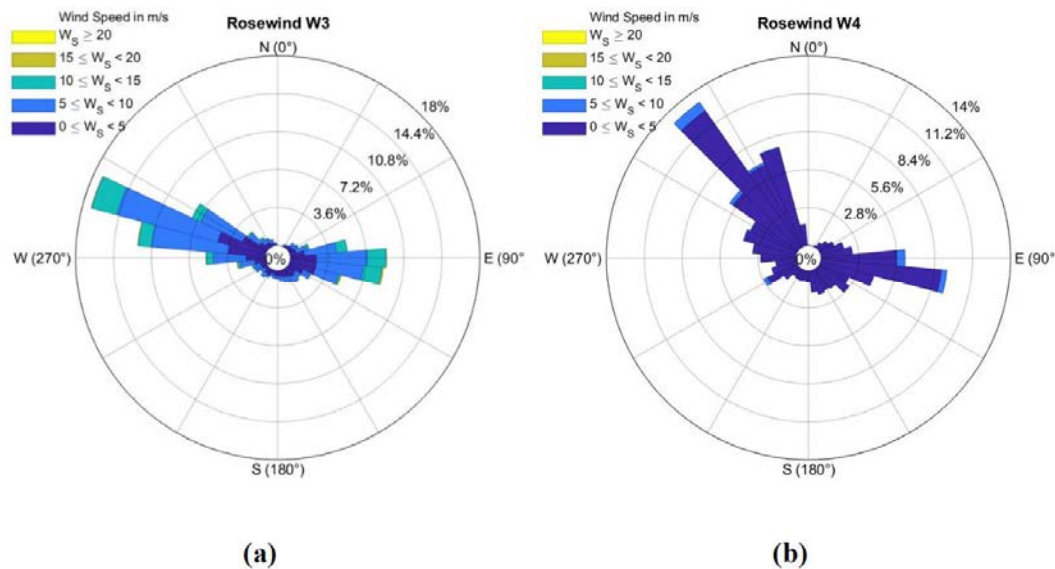 Wind Speed in m/s
W_S ≥ 20
15 ≤ W_S < 20
10 ≤ W_S < 15
5 ≤ W_S < 10
0 ≤ W_S < 5
Rosewind W3
N (0°)
18%
14.4%
10.8%
7.2%
3.6%
0%
W (270°)
E (90°
S (180°)
(a)
Wind Speed in m/s
W_S ≥ 20
15 ≤ W_S < 20
10 ≤ W_S < 15
5 ≤ W_S < 10
0 ≤ W_S < 5
Rosewind W4
N (0°)
14%
11.2%
8.4%
5.6%
2.8%
0%
W (270°)
E (90°
S (180°)
(b)